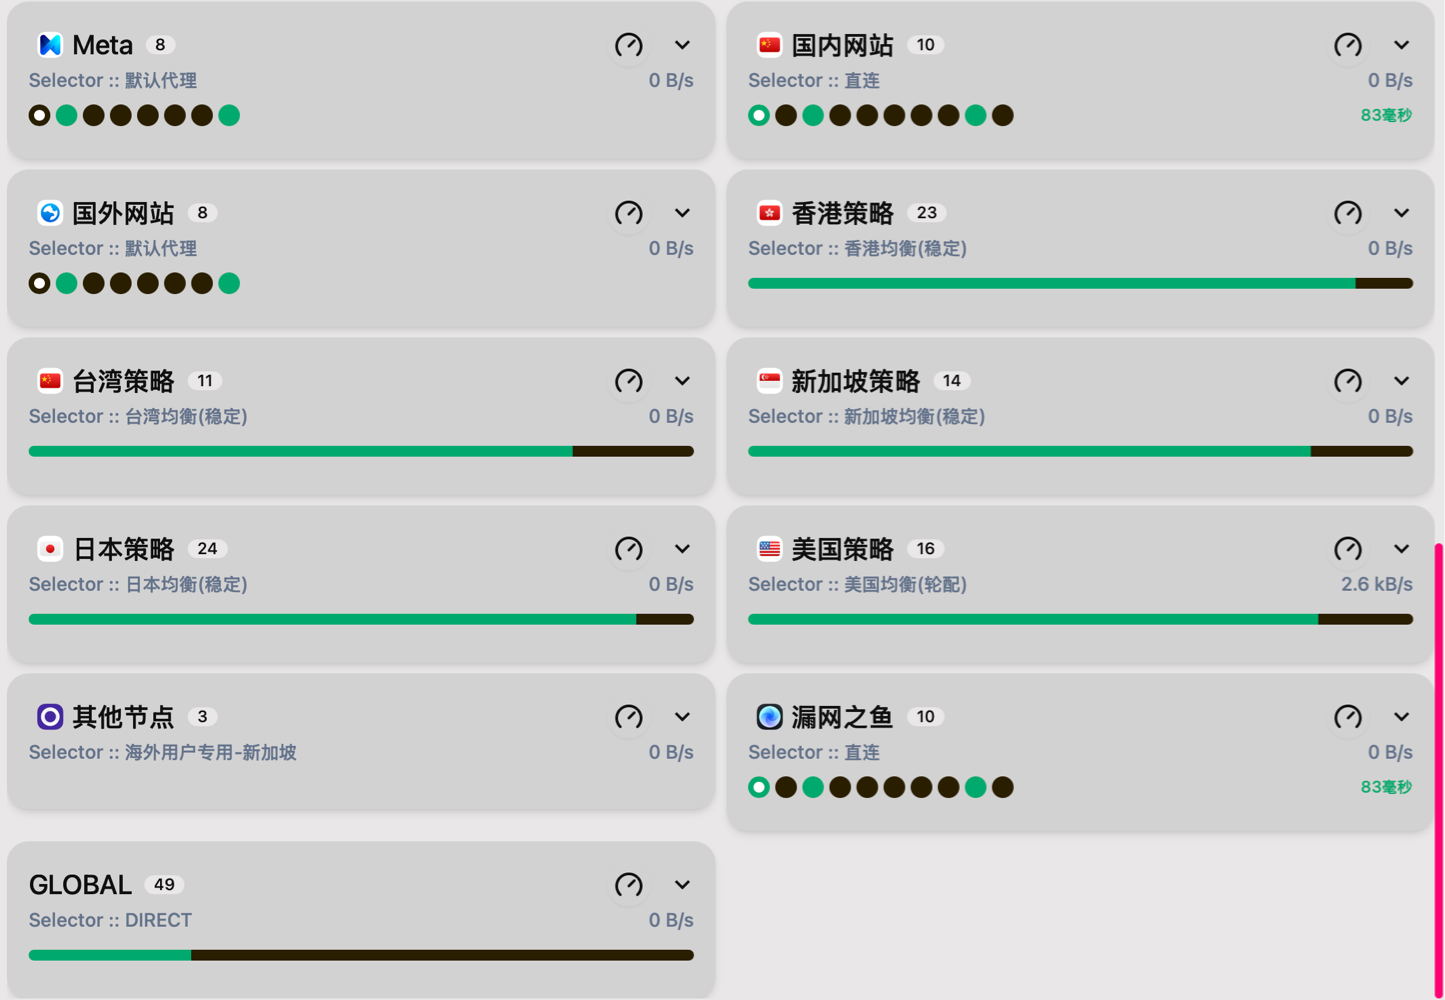 Meta 8
Selector :: 默认代理 0 B/s
国内网站 10
Selector :: 直连 0 B/s
83毫秒
国外网站 8
Selector :: 默认代理 0 B/s
香港策略 23
Selector :: 香港均衡(稳定) 0 B/s
台湾策略 11
Selector :: 台湾均衡(稳定) 0 B/s
新加坡策略 14
Selector :: 新加坡均衡(稳定) 0 B/s
日本策略 24
Selector :: 日本均衡(稳定) 0 B/s
美国策略 16
Selector :: 美国均衡(轮配) 2.6 kB/s
其他节点 3
Selector :: 海外用户专用-新加坡 0 B/s
漏网之鱼 10
Selector :: 直连 0 B/s
83毫秒
GLOBAL 49
Selector :: DIRECT 0 B/s